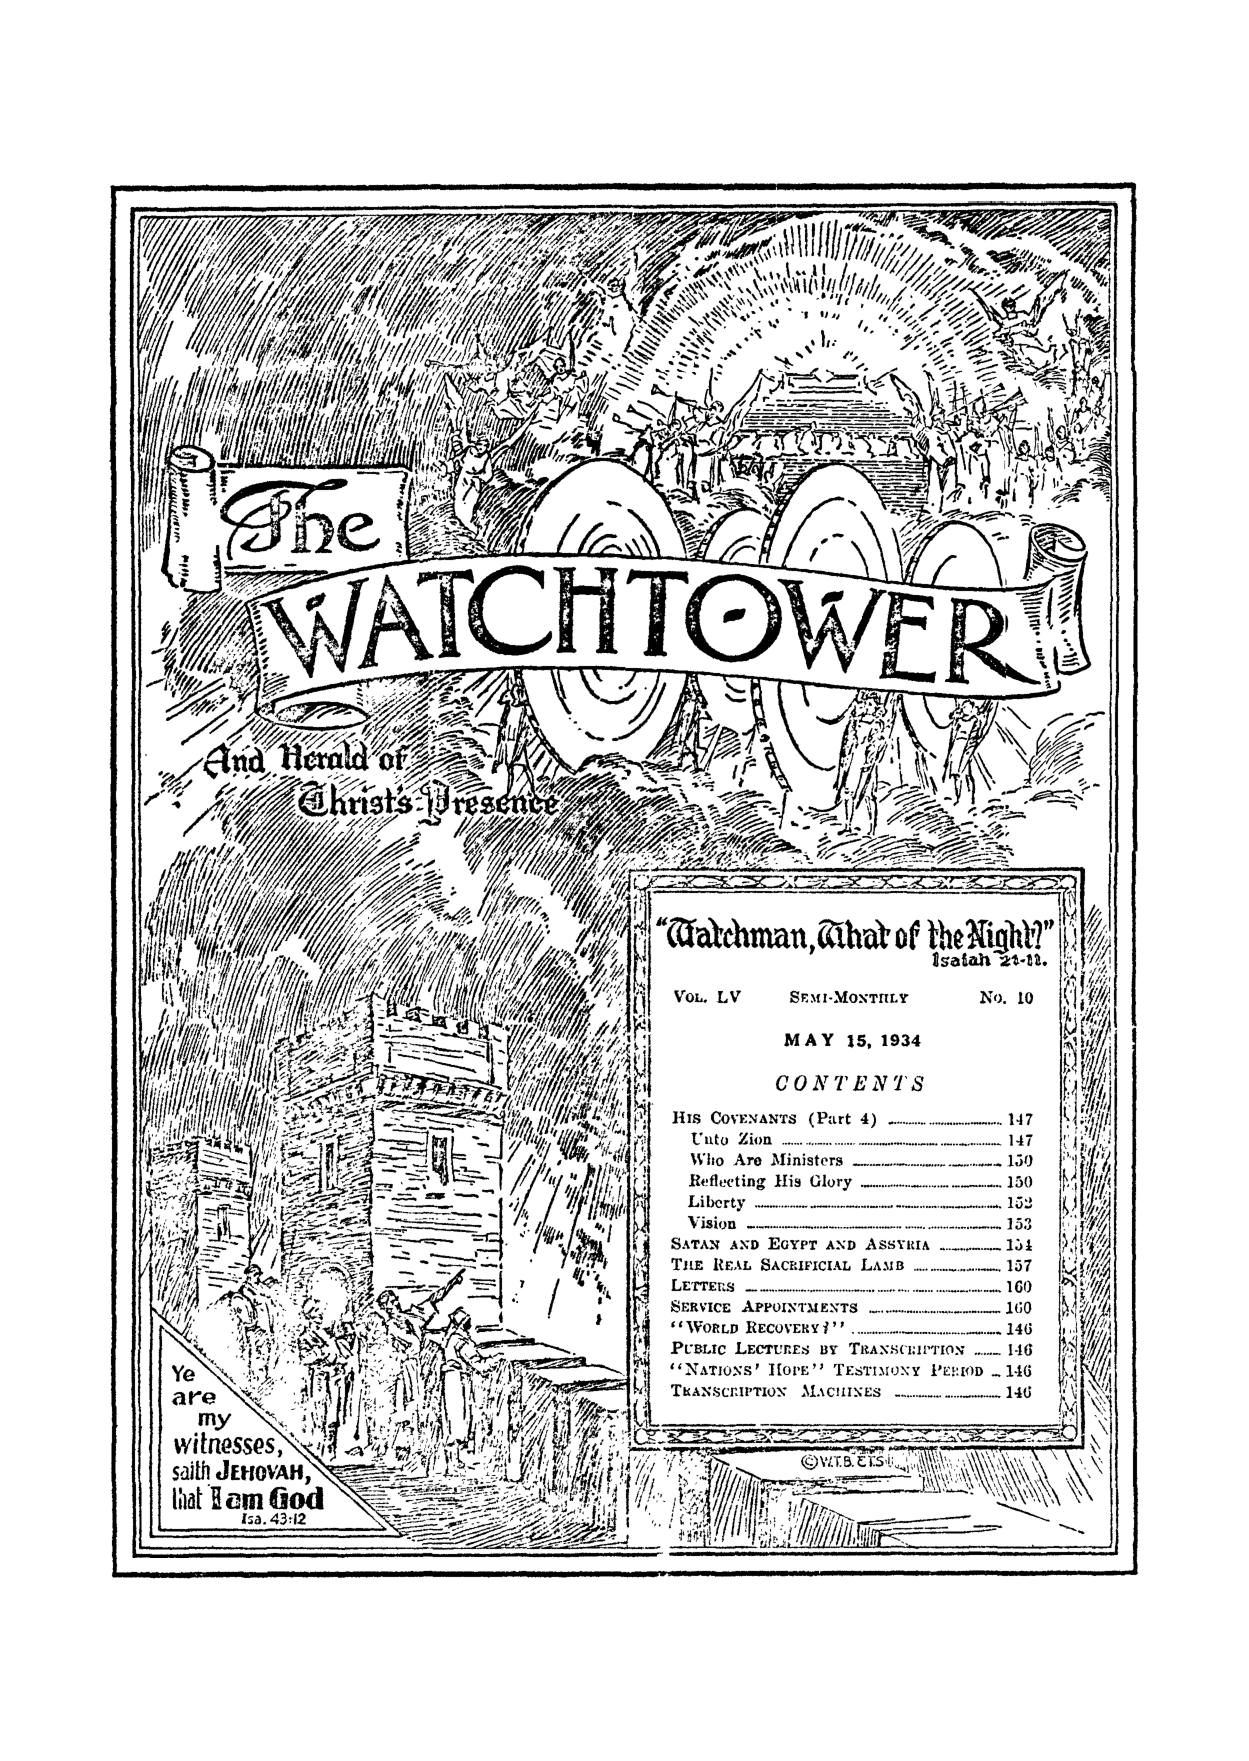 The
WATCHTOWER
And Herald of
Christ's Presence
"Watchman, What of the Night?"
Isaiah 21-11.
VOL. LV SEMI-MONTHLY NO. 10
MAY 15, 1934
CONTENTS
HIS COVENANTS (Part 4) 147
Unto Zion 147
Who Are Ministers 150
Reflecting His Glory 150
Liberty 152
Vision 153
SATAN AND EGYPT AND ASSYRIA 154
THE REAL SACRIFICIAL LAMB 157
LETTERS 160
SERVICE APPOINTMENTS 160
"WORLD RECOVERY?" 146
PUBLIC LECTURES BY TRANSCRIPTION 146
"NATIONS' HOPE" TESTIMONY PERIOD 146
TRANSCRIPTION MACHINES 146
Ye
are
my
witnesses,
saith JEHOVAH,
that I am God
Isa. 43:12
© W.T.B. & T.S.